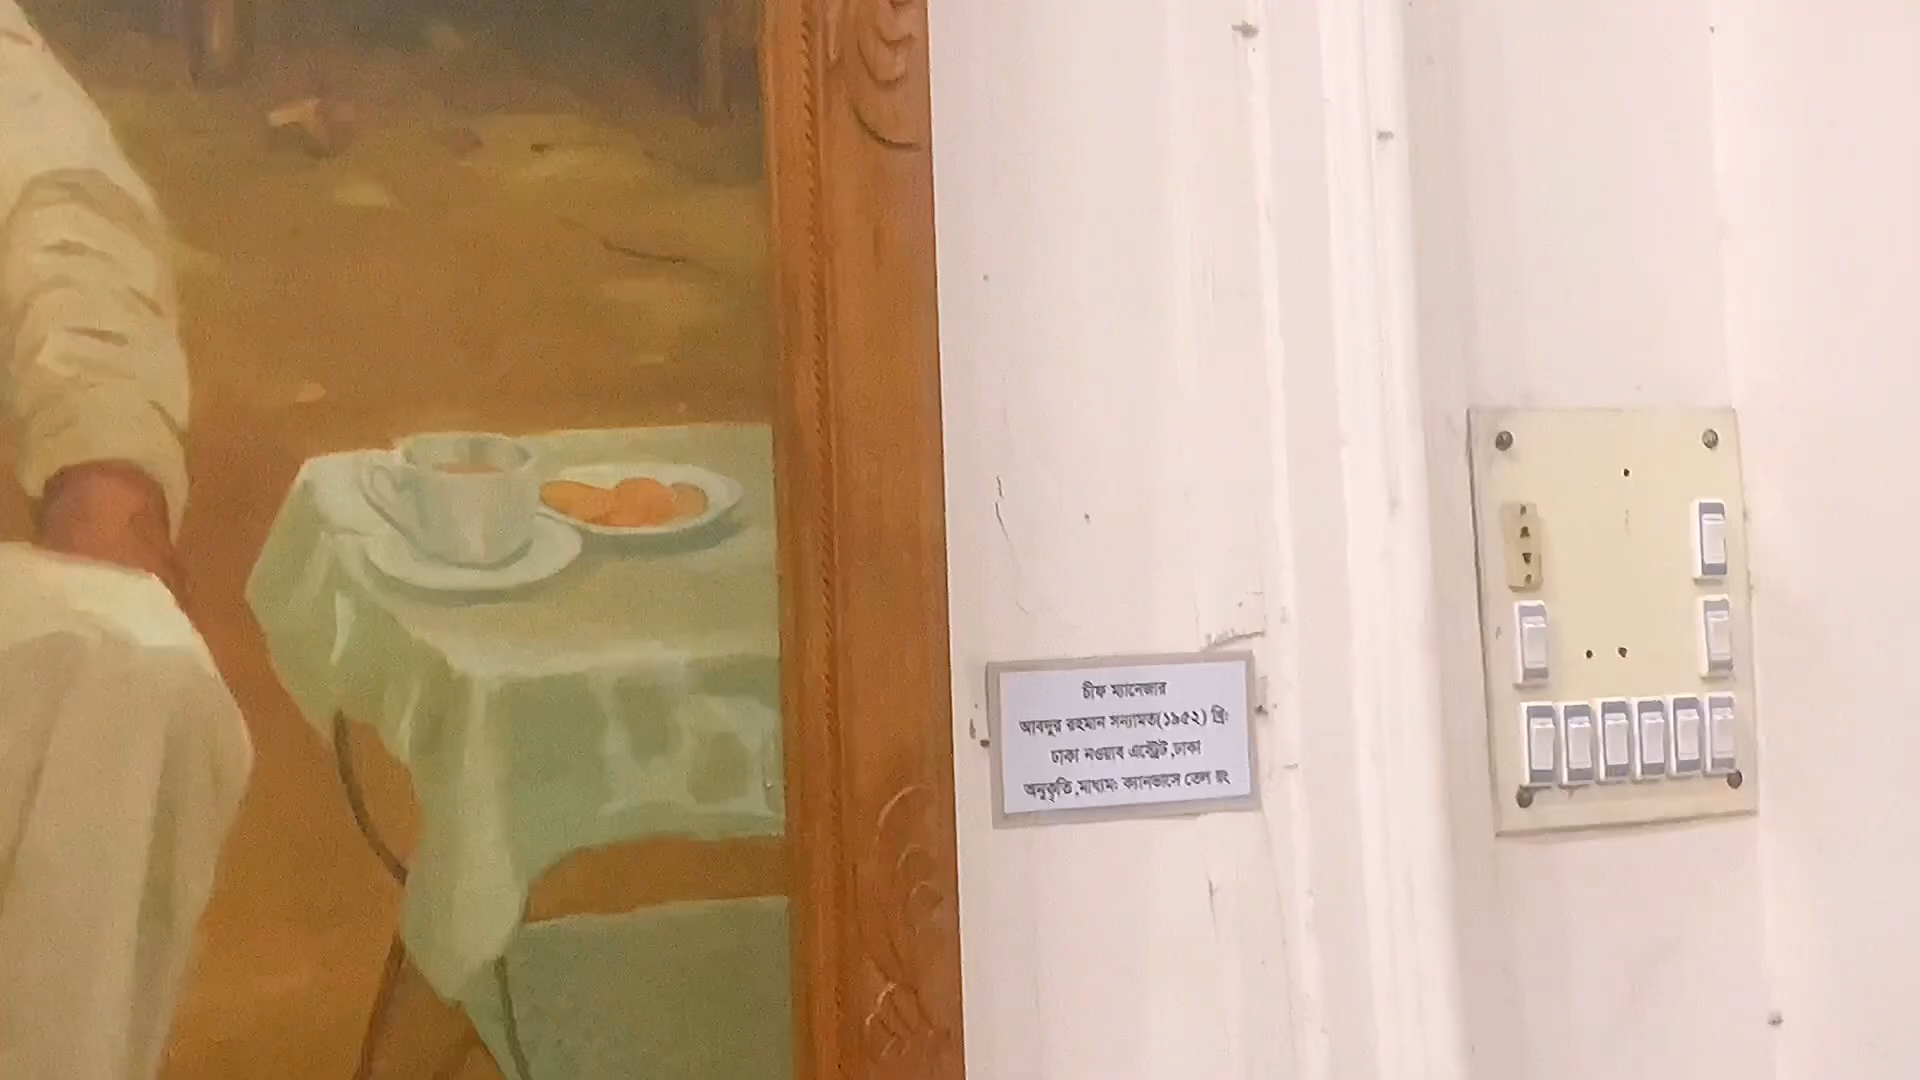 চীফ ম্যানেজার
আবদুর রহমান সন্যামত(১৯৫২) খ্রিঃ
ঢাকা নওয়াব এস্ট্রেট ,ঢাকা
অনুকৃতি ,মাধ্যমঃ ক্যানভাসে তেল রং